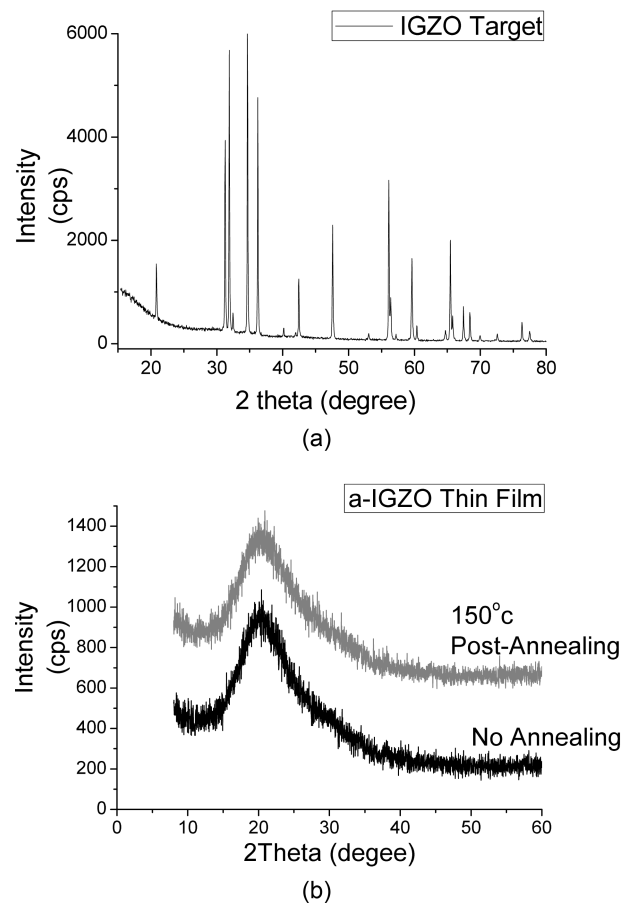 IGZO Target
6000
4000
2000
0
Intensity
(cps)
20 30 40 50 60 70 80
2 theta (degree)
(a)
a-IGZO Thin Film
1400
1200
1000
800
600
400
200
0
Intensity
(cps)
150°c
Post-Annealing
No Annealing
0 10 20 30 40 50 60
2Theta (degee)
(b)